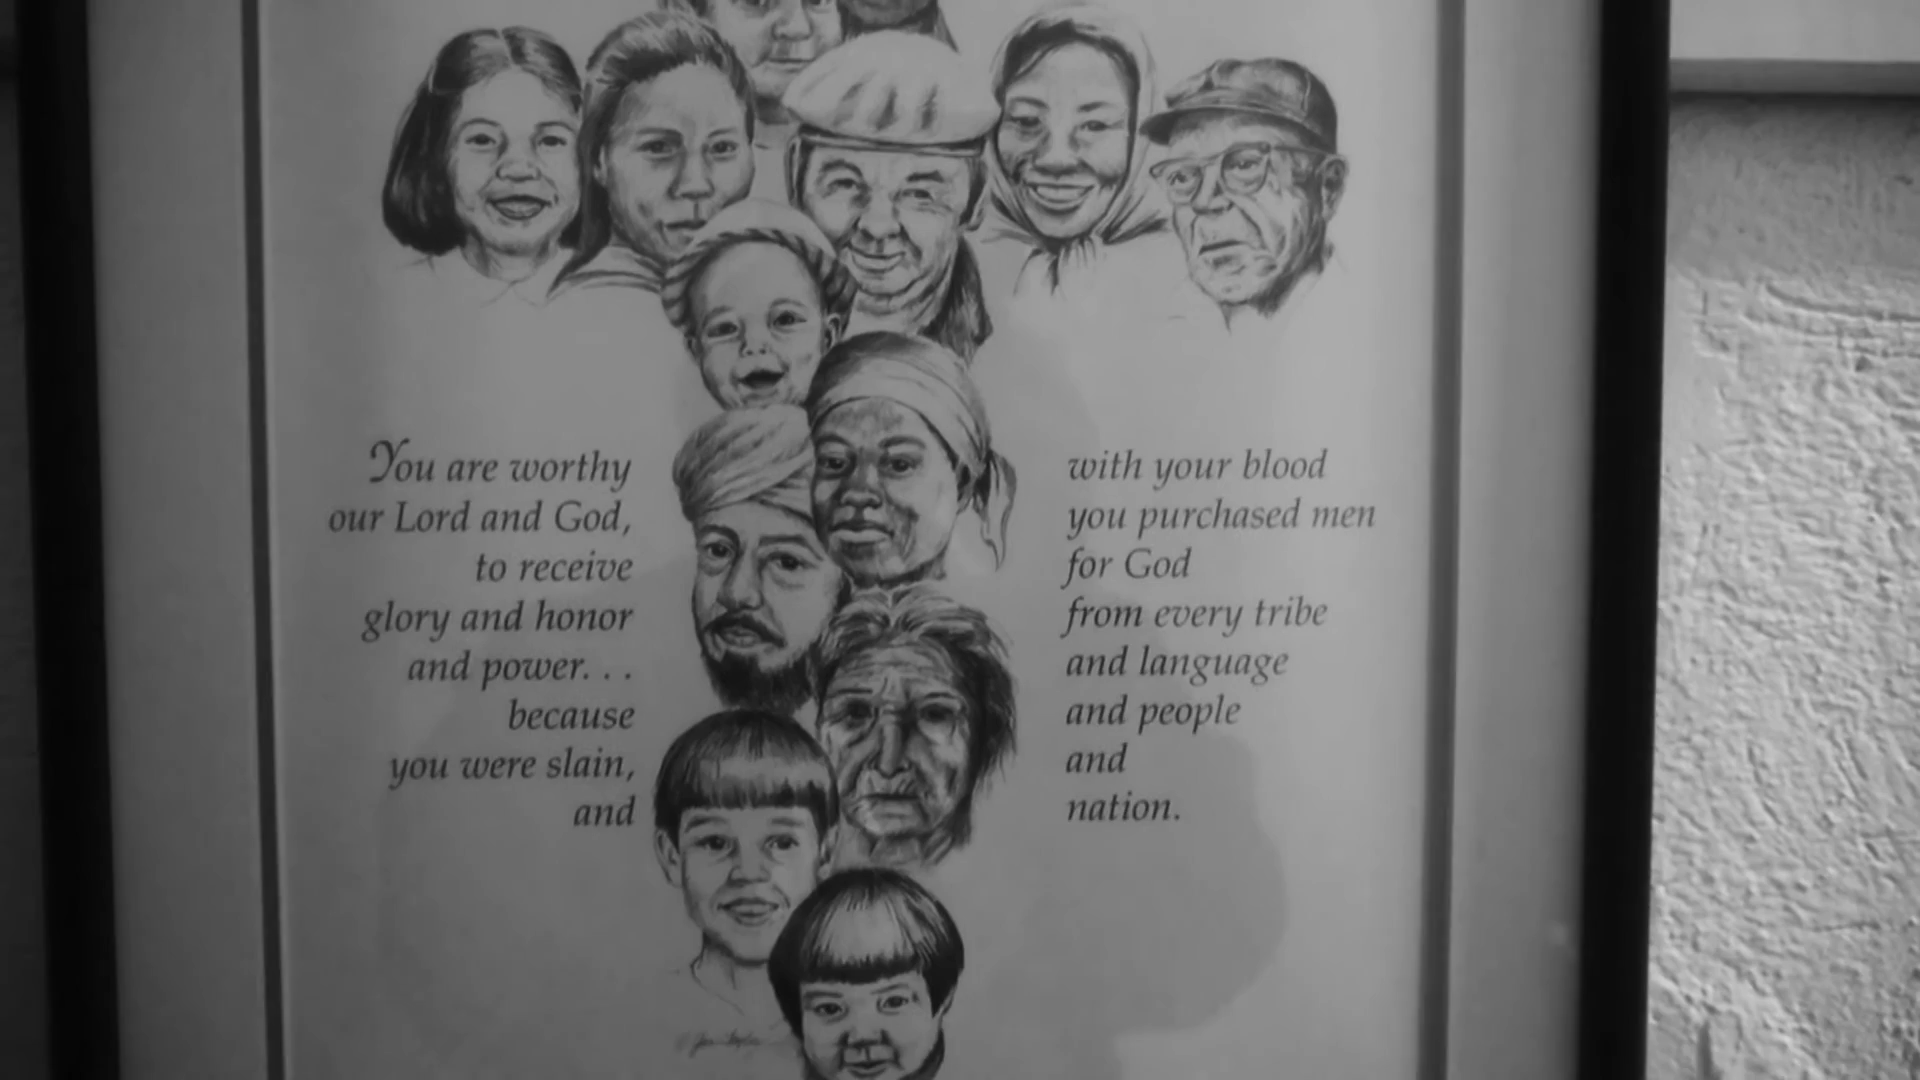 You are worthy
our Lord and God,
to receive
glory and honor
and power. . .
because
you were slain,
and
with your blood
you purchased men
for God
from every tribe
and language
and people
and
nation.